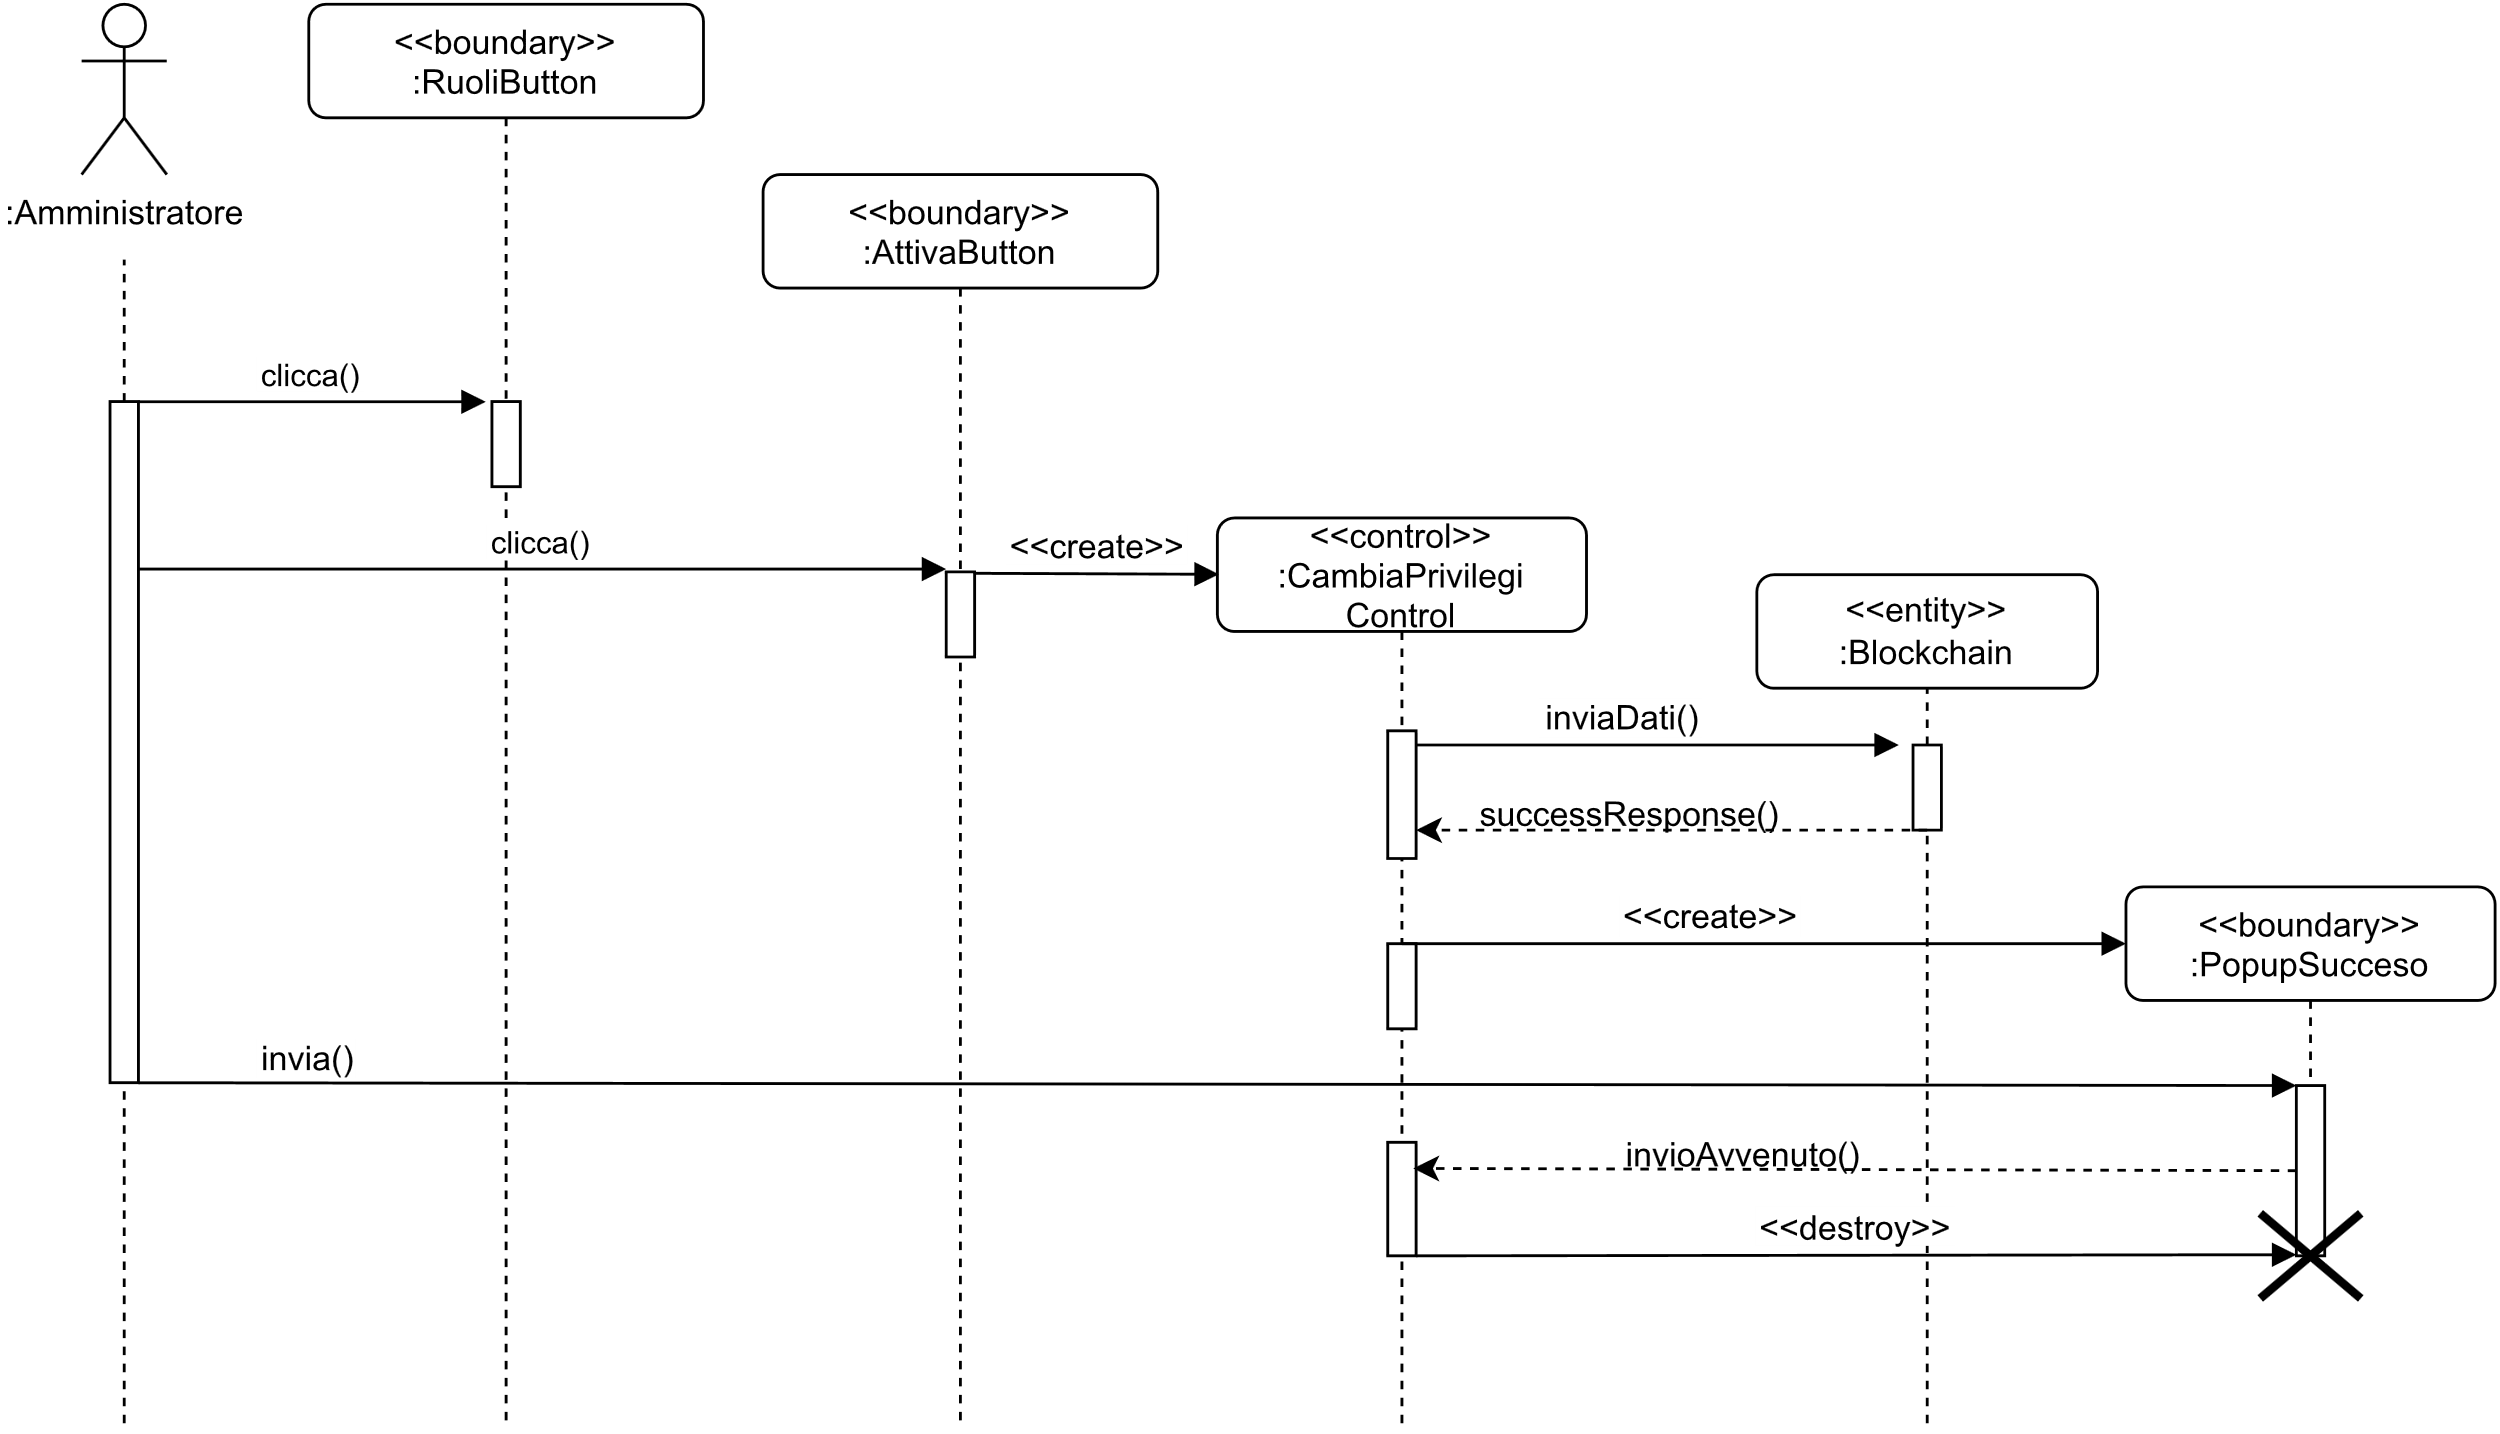 :Amministratore
<<boundary>>
:RuoliButton
<<boundary>>
:AttivaButton
clicca()
clicca()
<<create>>
<<control>>
:CambiaPrivilegi
Control
<<entity>>
:Blockchain
inviaDati()
successResponse()
<<create>>
<<boundary>>
:PopupSucceso
invia()
invioAvvenuto()
<<destroy>>